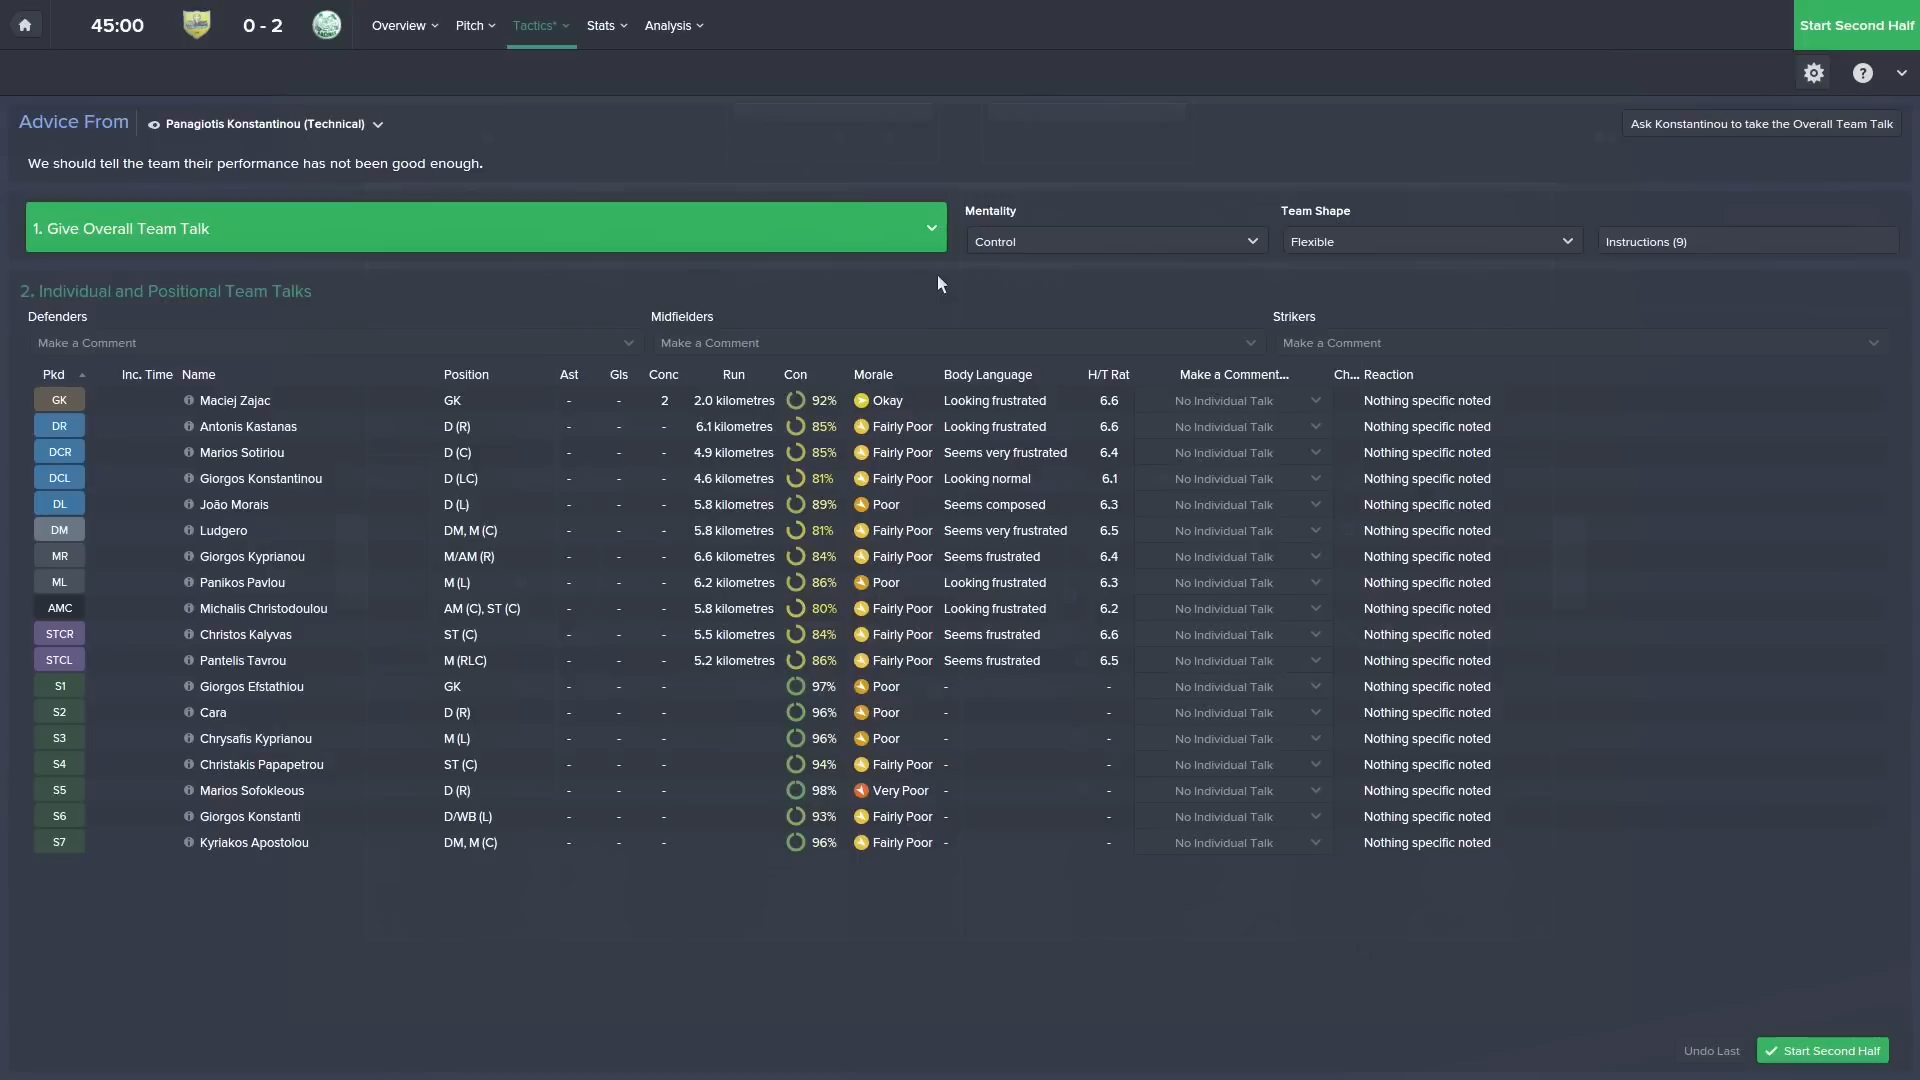 45:00 0 - 2 Overview Pitch Tactics* Stats Analysis Start Second Half
?
Advice From Panagiotis Konstantinou (Technical) Ask Konstantinou to take the Overall Team Talk
We should tell the team their performance has not been good enough.
Mentality Team Shape
1. Give Overall Team Talk Control Flexible Instructions (9)
2. Individual and Positional Team Talks
Defenders Midfielders Strikers
Make a Comment Make a Comment Make a Comment
Pkd Inc. Time Name Position Ast Gls Conc Run Con Morale Body Language H/T Rat Make a Comment... Ch... Reaction
GK Maciej Zajac GK - - 2 2.0 kilometres 92% Okay Looking frustrated 6.6 No Individual Talk Nothing specific noted
DR Antonis Kastanas D (R) - - - 6.1 kilometres 85% Fairly Poor Looking frustrated 6.6 No Individual Talk Nothing specific noted
DCR Marios Sotiriou D (C) - - - 4.9 kilometres 85% Fairly Poor Seems very frustrated 6.4 No Individual Talk Nothing specific noted
DCL Giorgos Konstantinou D (LC) - - - 4.6 kilometres 81% Fairly Poor Looking normal 6.1 No Individual Talk Nothing specific noted
DL João Morais D (L) - - - 5.8 kilometres 89% Poor Seems composed 6.3 No Individual Talk Nothing specific noted
DM Ludgero DM, M (C) - - - 5.8 kilometres 81% Fairly Poor Seems very frustrated 6.5 No Individual Talk Nothing specific noted
MR Giorgos Kyprianou M/AM (R) - - - 6.6 kilometres 84% Fairly Poor Seems frustrated 6.4 No Individual Talk Nothing specific noted
ML Panikos Pavlou M (L) - - - 6.2 kilometres 86% Poor Looking frustrated 6.3 No Individual Talk Nothing specific noted
AMC Michalis Christodoulou AM (C), ST (C) - - - 5.8 kilometres 80% Fairly Poor Looking frustrated 6.2 No Individual Talk Nothing specific noted
STCR Christos Kalyvas ST (C) - - - 5.5 kilometres 84% Fairly Poor Seems frustrated 6.6 No Individual Talk Nothing specific noted
STCL Pantelis Tavrou M (RLC) - - - 5.2 kilometres 86% Fairly Poor Seems frustrated 6.5 No Individual Talk Nothing specific noted
S1 Giorgos Efstathiou GK - - - 97% Poor - - No Individual Talk Nothing specific noted
S2 Cara D (R) - - - 96% Poor - - No Individual Talk Nothing specific noted
S3 Chrysafis Kyprianou M (L) - - - 96% Poor - - No Individual Talk Nothing specific noted
S4 Christakis Papapetrou ST (C) - - - 94% Fairly Poor - - No Individual Talk Nothing specific noted
S5 Marios Sofokleous D (R) - - - 98% Very Poor - - No Individual Talk Nothing specific noted
S6 Giorgos Konstanti D/WB (L) - - - 93% Fairly Poor - - No Individual Talk Nothing specific noted
S7 Kyriakos Apostolou DM, M (C) - - - 96% Fairly Poor - - No Individual Talk Nothing specific noted
Undo Last Start Second Half